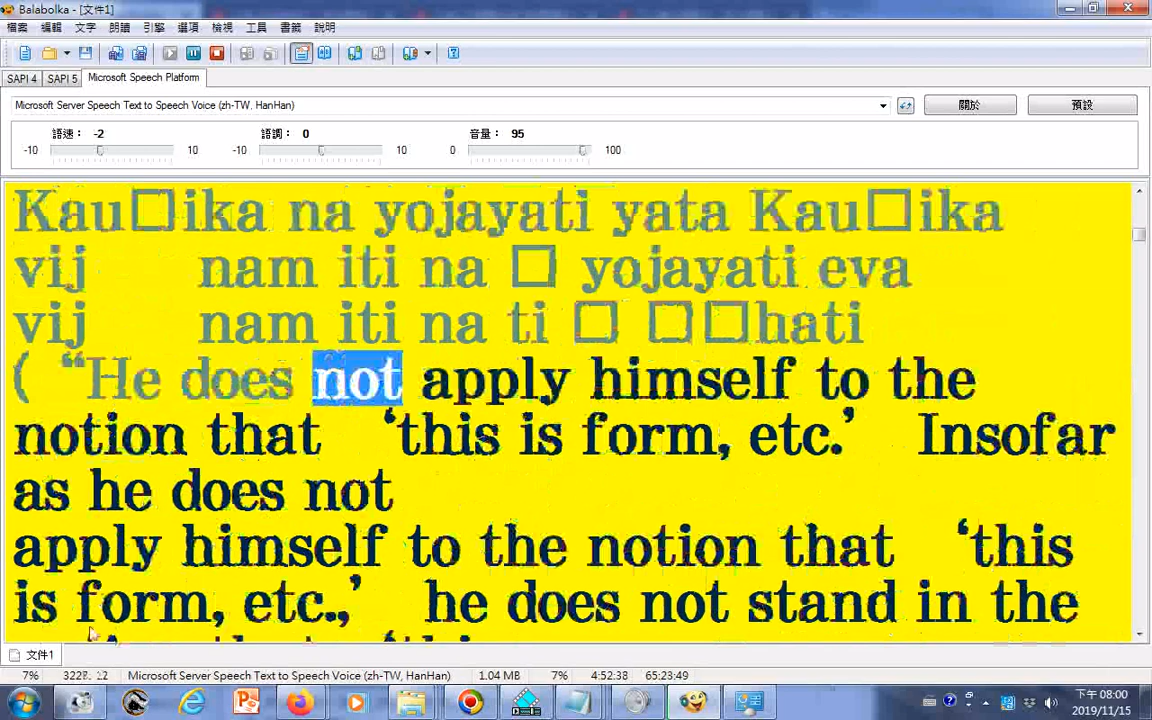 Balabolka - [文件1]
檔案 編輯 文字 朗讀 引擎 選項 檢視 工具 書籤 說明
SAPI 4 SAPI 5 Microsoft Speech Platform
Microsoft Server Speech Text to Speech Voice (zh-TW, HanHan) 關於 預設
語速： -2 語調： 0 音量： 95
-10 10 -10 10 0 100
Kau□ika na yojayati yata Kau□ika
vij nam iti na □ yojayati eva
vij nam iti na ti □ □□hati
( “He does not apply himself to the
notion that ‘this is form, etc.’ Insofar
as he does not
apply himself to the notion that ‘this
is form, etc.,’ he does not stand in the
文件1
7% Microsoft Server Speech Text to Speech Voice (zh-TW, HanHan) 1.04 MB 7% 4:52:38 65:23:49
下午 08:00
2019/11/15